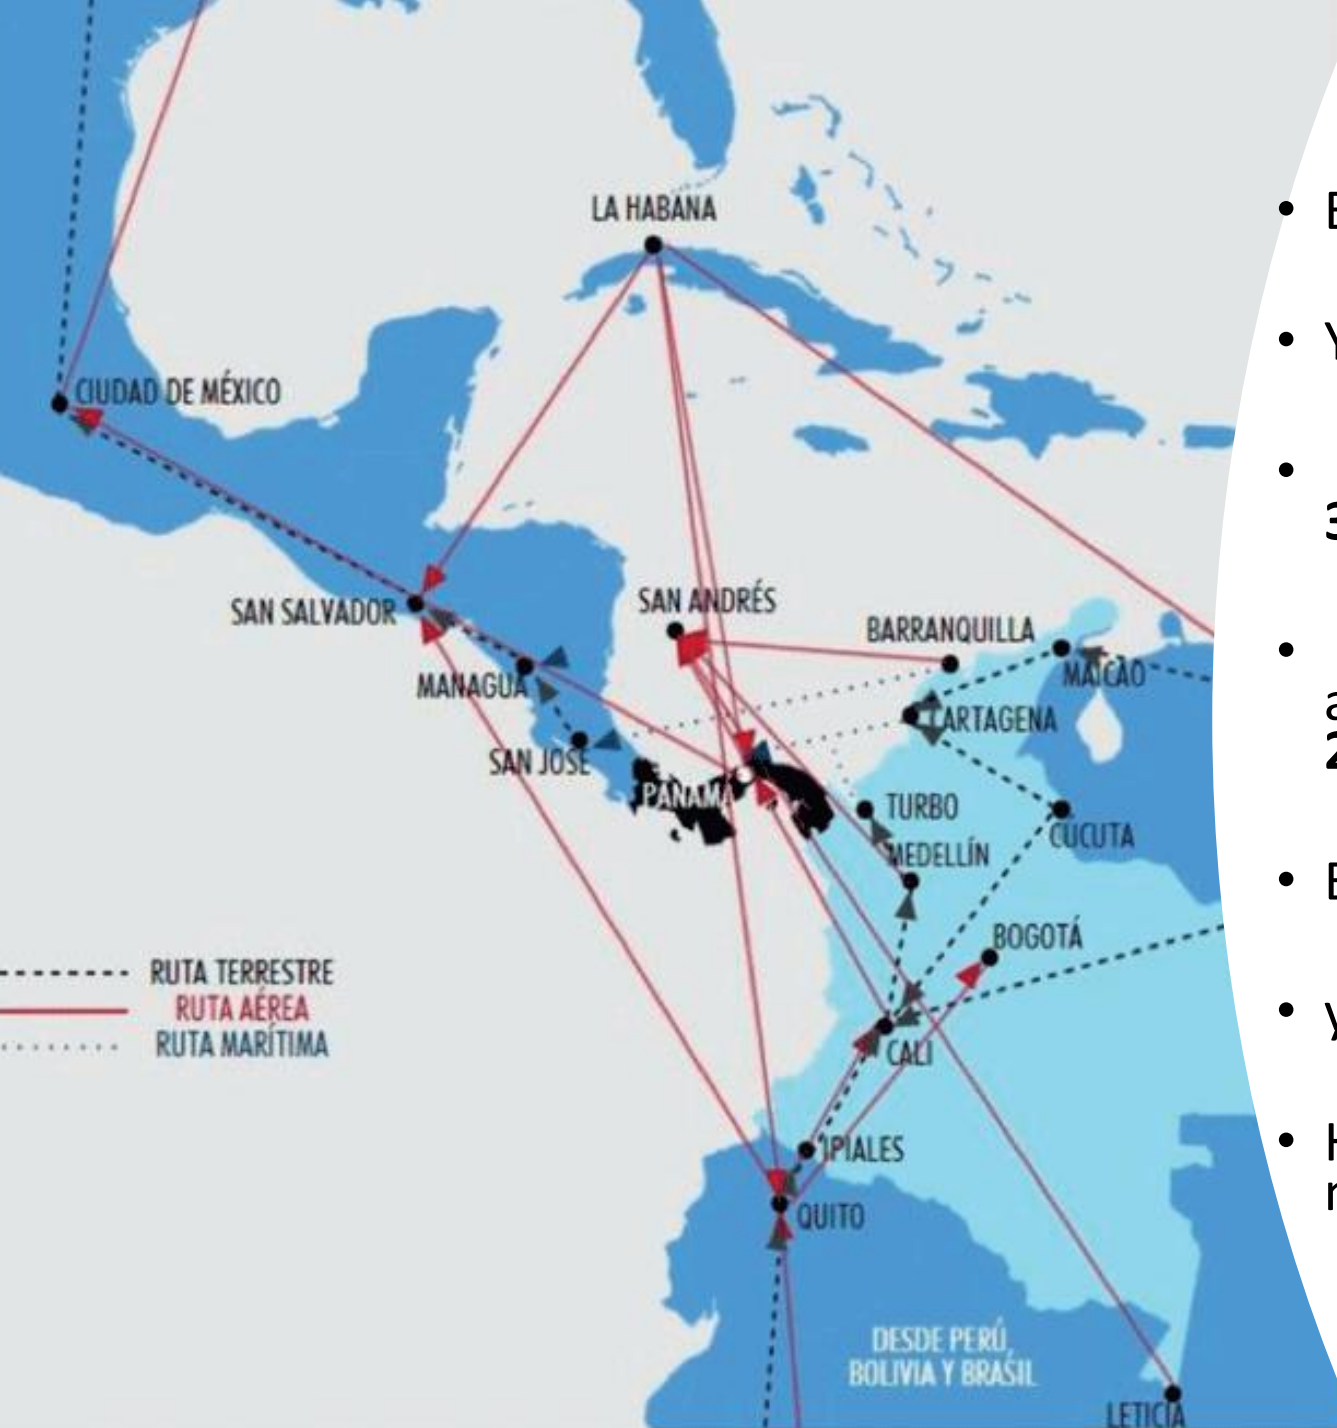 LA HABANA
CIUDAD DE MÉXICO
SAN SALVADOR
SAN ANDRÉS
BARRANQUILLA
MAICAO
MANAGUA
CARTAGENA
SAN JOSÉ
PANAMÁ
TURBO
CÚCUTA
MEDELLÍN
BOGOTÁ
RUTA TERRESTRE
RUTA AÉREA
RUTA MARÍTIMA
CALI
IPIALES
QUITO
DESDE PERÚ,
BOLIVIA Y BRASIL
LETICIA